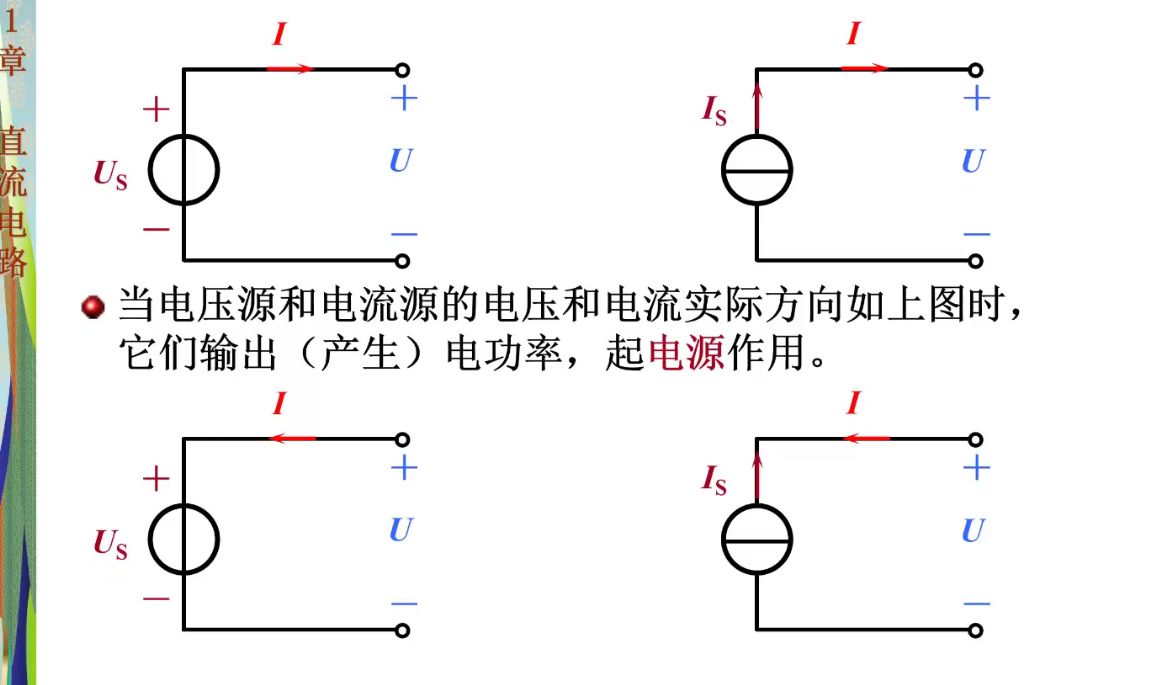 1
章
直
流
电
路
I
I
+
U_S
−
+
U
−
I_S
+
U
−
当电压源和电流源的电压和电流实际方向如上图时，
它们输出（产生）电功率，起电源作用。
I
I
+
U_S
−
+
U
−
I_S
+
U
−